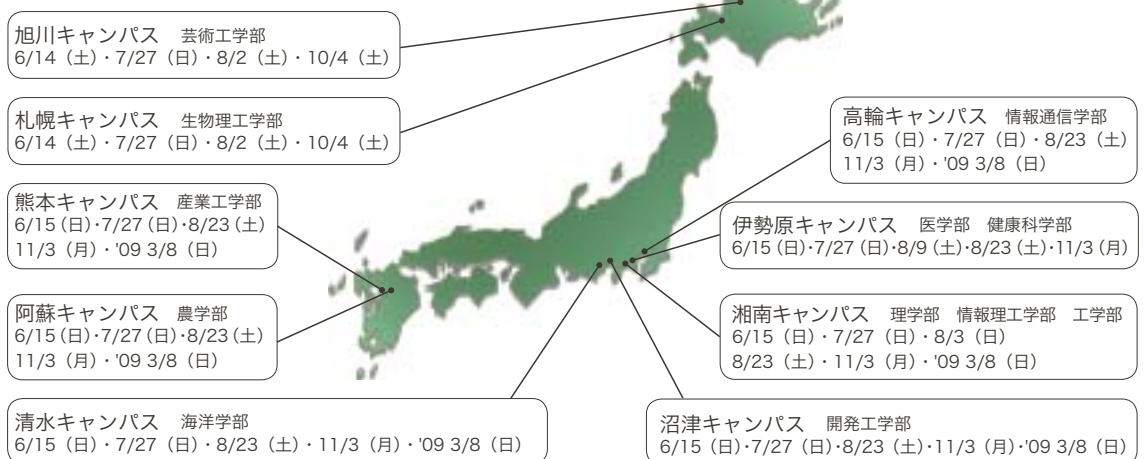 旭川キャンパス　芸術工学部
6/14（土）・7/27（日）・8/2（土）・10/4（土）
札幌キャンパス　生物理工学部
6/14（土）・7/27（日）・8/2（土）・10/4（土）
熊本キャンパス　産業工学部
6/15（日）・7/27（日）・8/23（土）
11/3（月）・'09 3/8（日）
阿蘇キャンパス　農学部
6/15（日）・7/27（日）・8/23（土）
11/3（月）・'09 3/8（日）
清水キャンパス　海洋学部
6/15（日）・7/27（日）・8/23（土）・11/3（月）・'09 3/8（日）
高輪キャンパス　情報通信学部
6/15（日）・7/27（日）・8/23（土）
11/3（月）・'09 3/8（日）
伊勢原キャンパス　医学部　健康科学部
6/15（日）・7/27（日）・8/9（土）・8/23（土）・11/3（月）
湘南キャンパス　理学部　情報理工学部　工学部
6/15（日）・7/27（日）・8/3（日）
8/23（土）・11/3（月）・'09 3/8（日）
沼津キャンパス　開発工学部
6/15（日）・7/27（日）・8/23（土）・11/3（月）・'09 3/8（日）